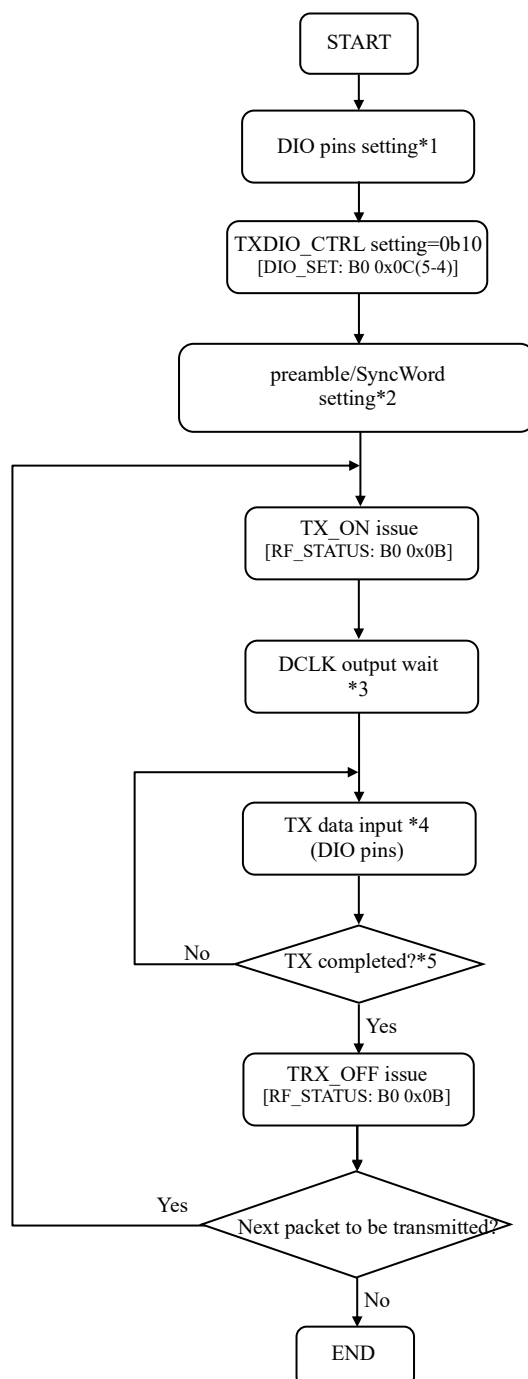 START
DIO pins setting*1
TXDIO_CTRL setting=0b10
[DIO_SET: B0 0x0C(5-4)]
preamble/SyncWord
setting*2
TX_ON issue
[RF_STATUS: B0 0x0B]
DCLK output wait
*3
TX data input *4
(DIO pins)
No
TX completed?*5
Yes
TRX_OFF issue
[RF_STATUS: B0 0x0B]
Yes
Next packet to be transmitted?
No
END